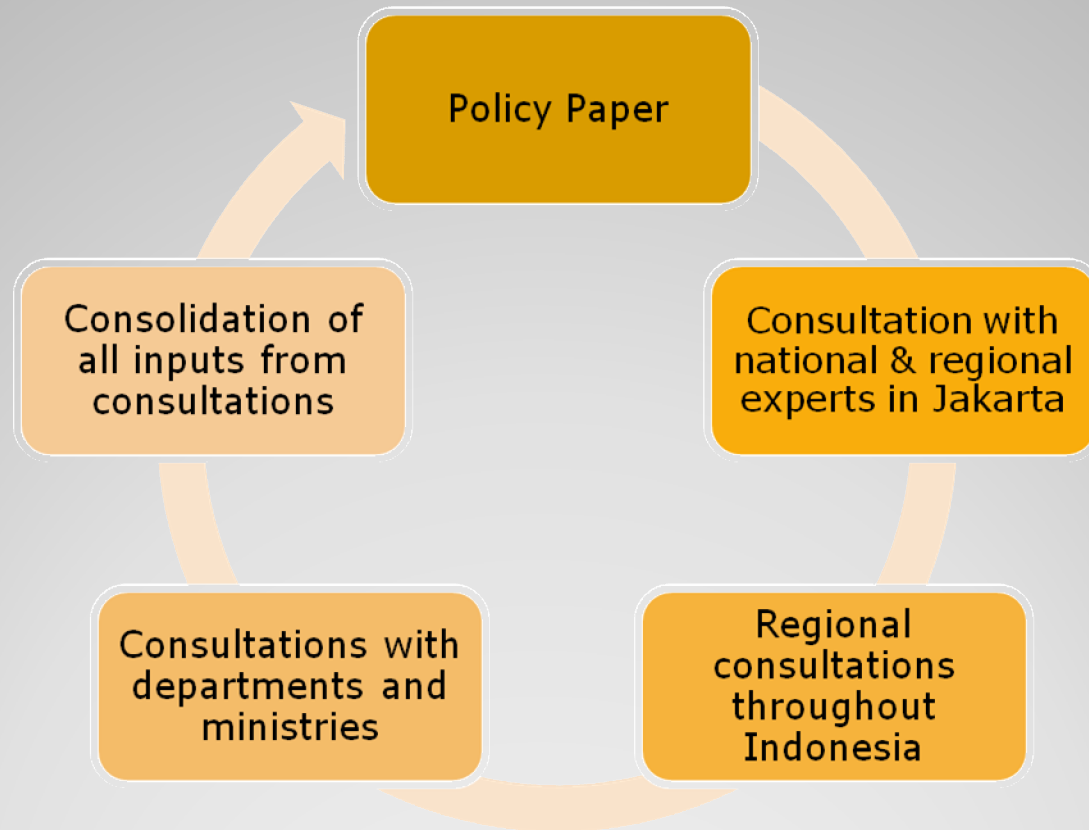 Policy Paper
Consultation with
national & regional
experts in Jakarta
Regional
consultations
throughout
Indonesia
Consultations with
departments and
ministries
Consolidation of
all inputs from
consultations